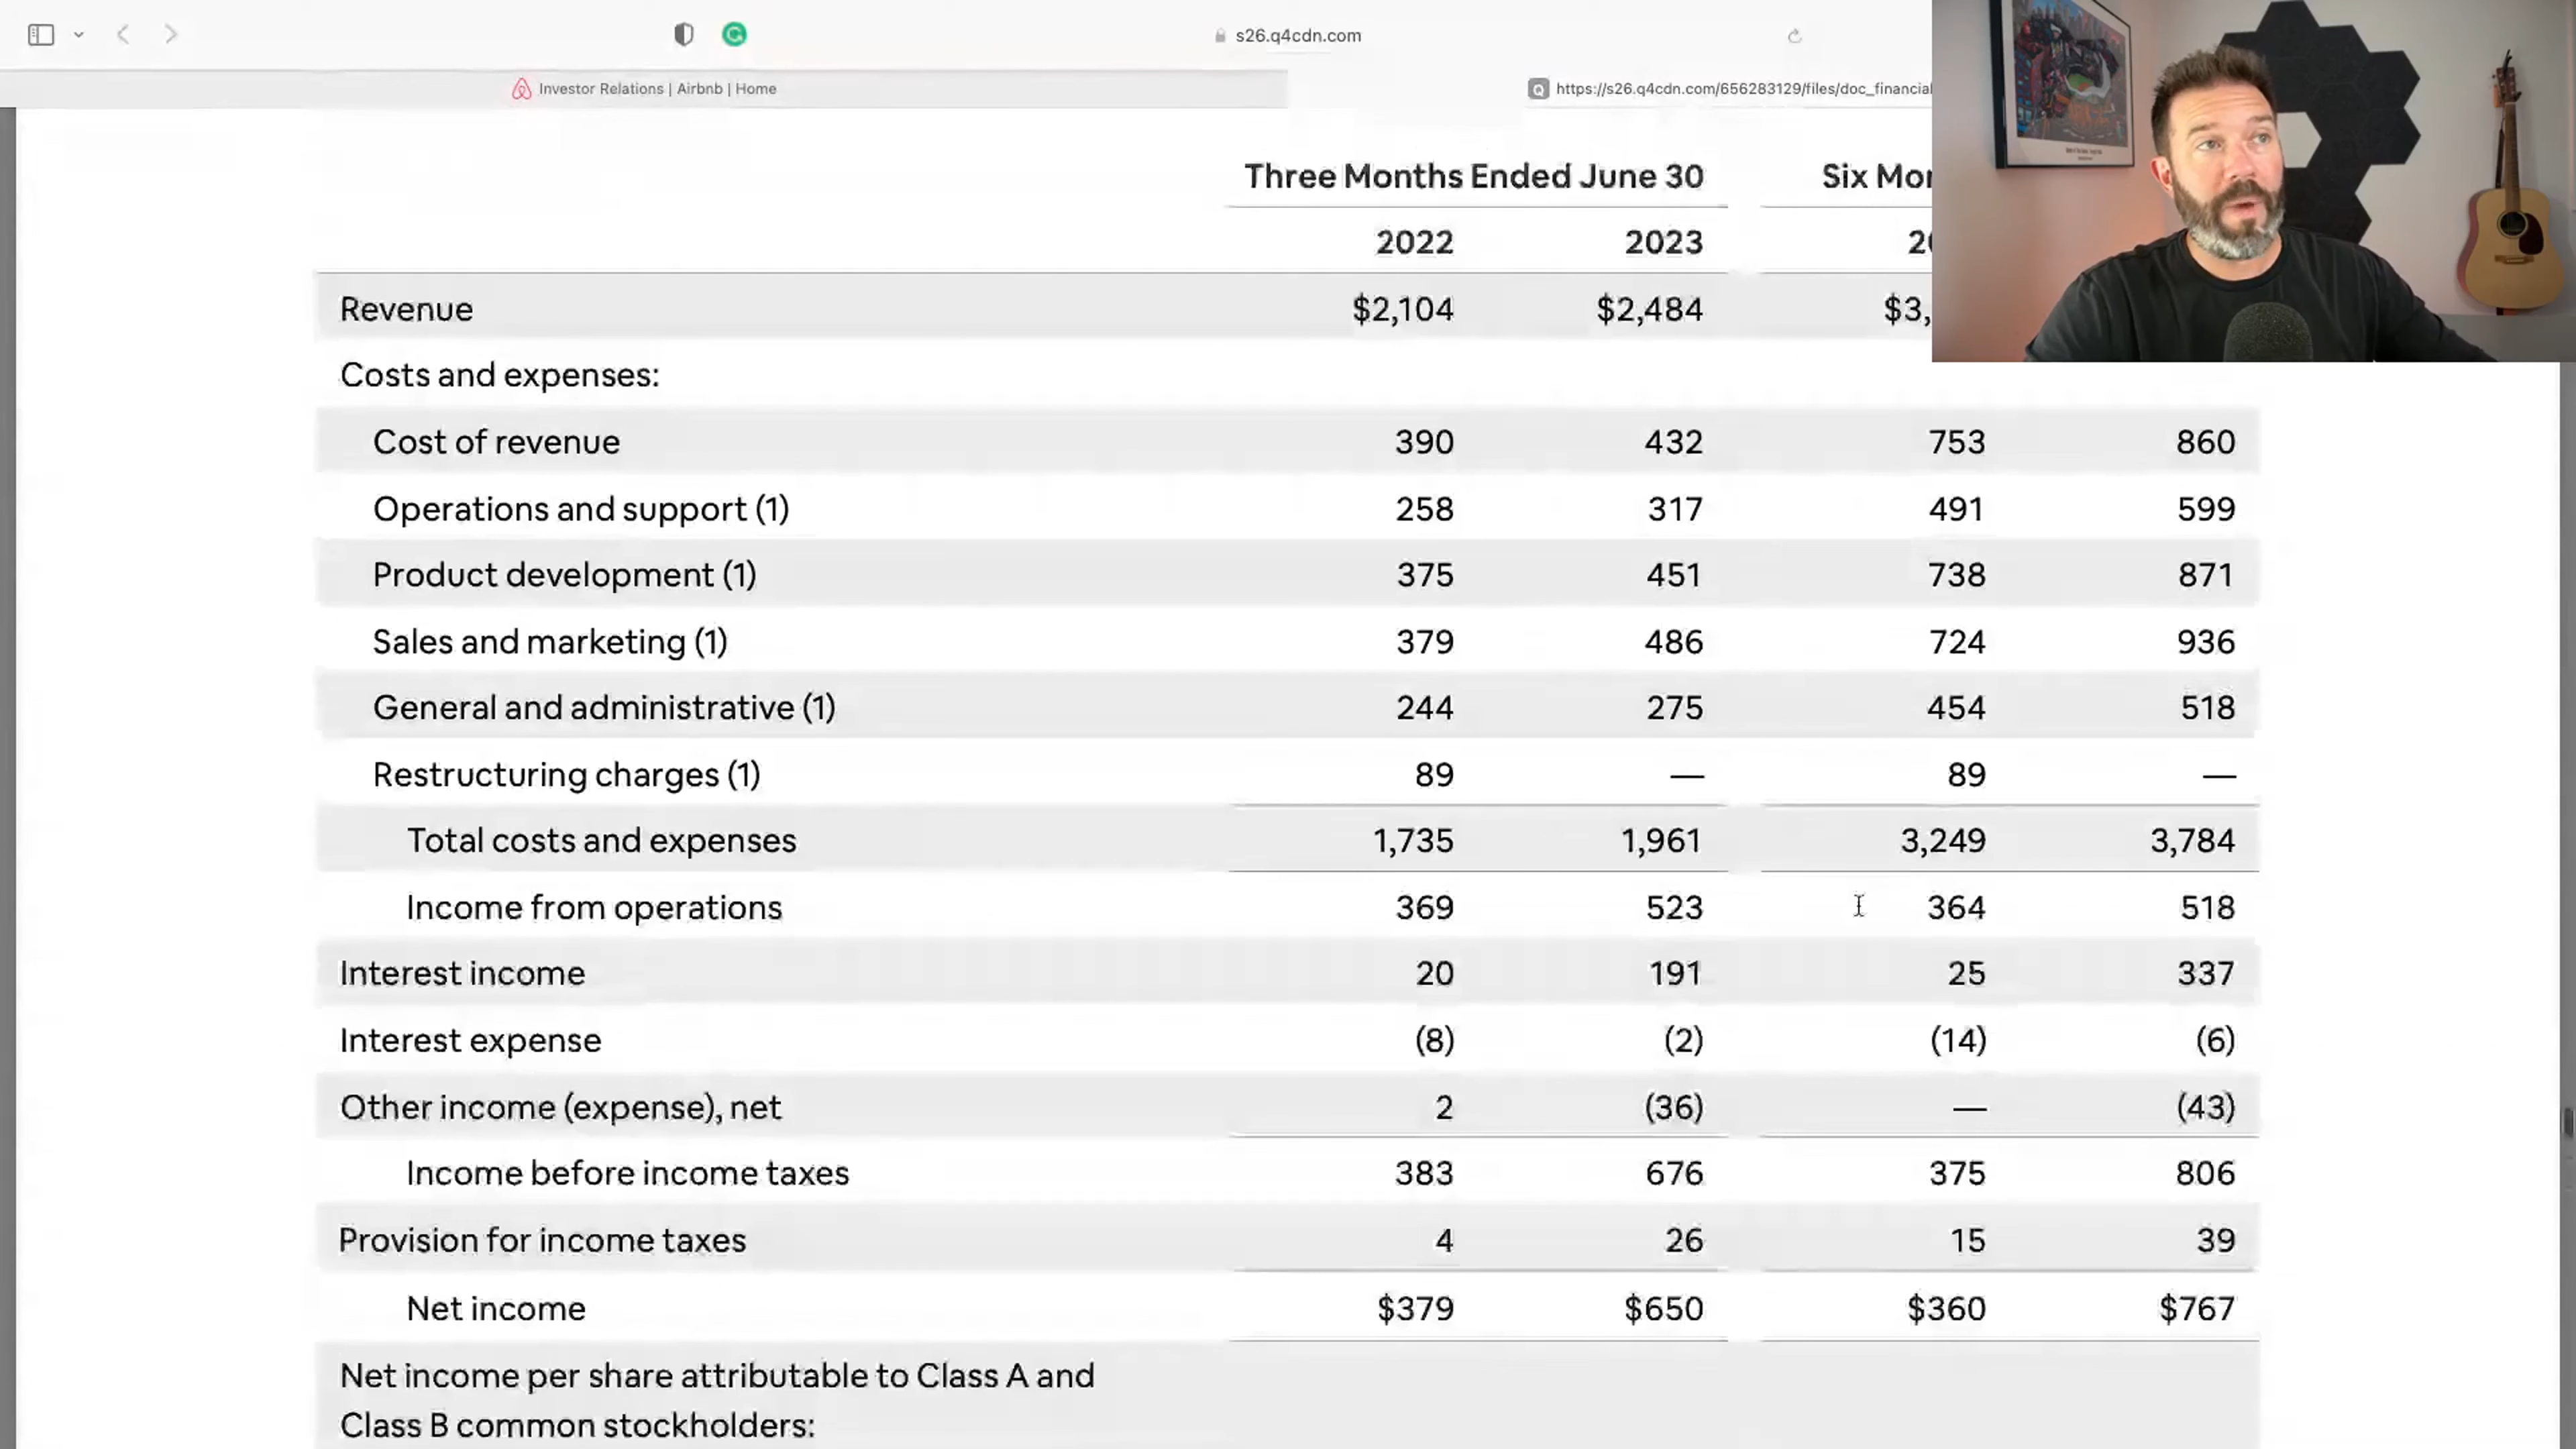 s26.q4cdn.com
Investor Relations | Airbnb | Home
https://s26.q4cdn.com/656283129/files/doc_financial
Three Months Ended June 30
2022 2023
Revenue $2,104 $2,484 $3,
Costs and expenses:
Cost of revenue 390 432 753 860
Operations and support (1) 258 317 491 599
Product development (1) 375 451 738 871
Sales and marketing (1) 379 486 724 936
General and administrative (1) 244 275 454 518
Restructuring charges (1) 89 — 89 —
Total costs and expenses 1,735 1,961 3,249 3,784
Income from operations 369 523 364 518
Interest income 20 191 25 337
Interest expense (8) (2) (14) (6)
Other income (expense), net 2 (36) — (43)
Income before income taxes 383 676 375 806
Provision for income taxes 4 26 15 39
Net income $379 $650 $360 $767
Net income per share attributable to Class A and
Class B common stockholders: